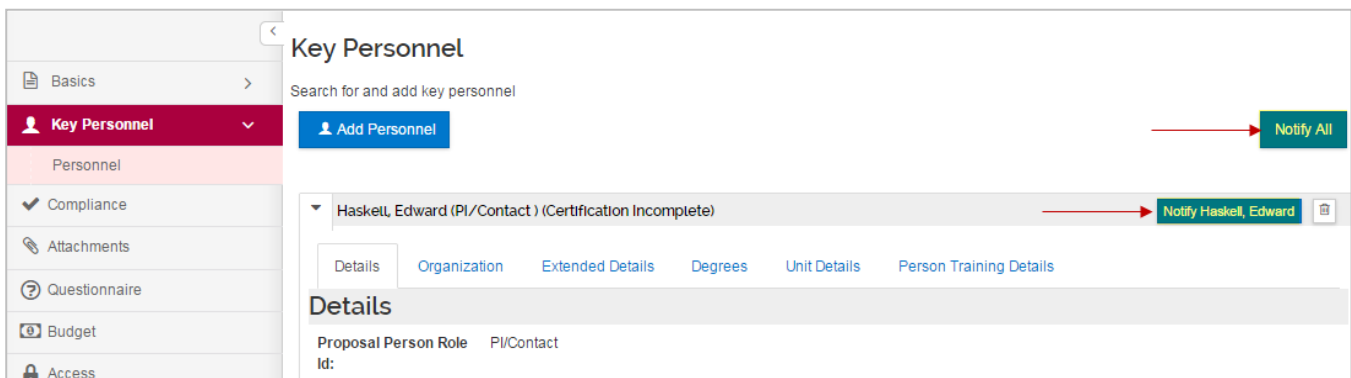 Key Personnel
Basics
Search for and add key personnel
Key Personnel
Add Personnel
Notify All
Personnel
Compliance
Haskell, Edward (PI/Contact ) (Certification Incomplete)
Notify Haskell, Edward
Attachments
Details Organization Extended Details Degrees Unit Details Person Training Details
Questionnaire
Details
Budget
Proposal Person Role PI/Contact
Id:
Access